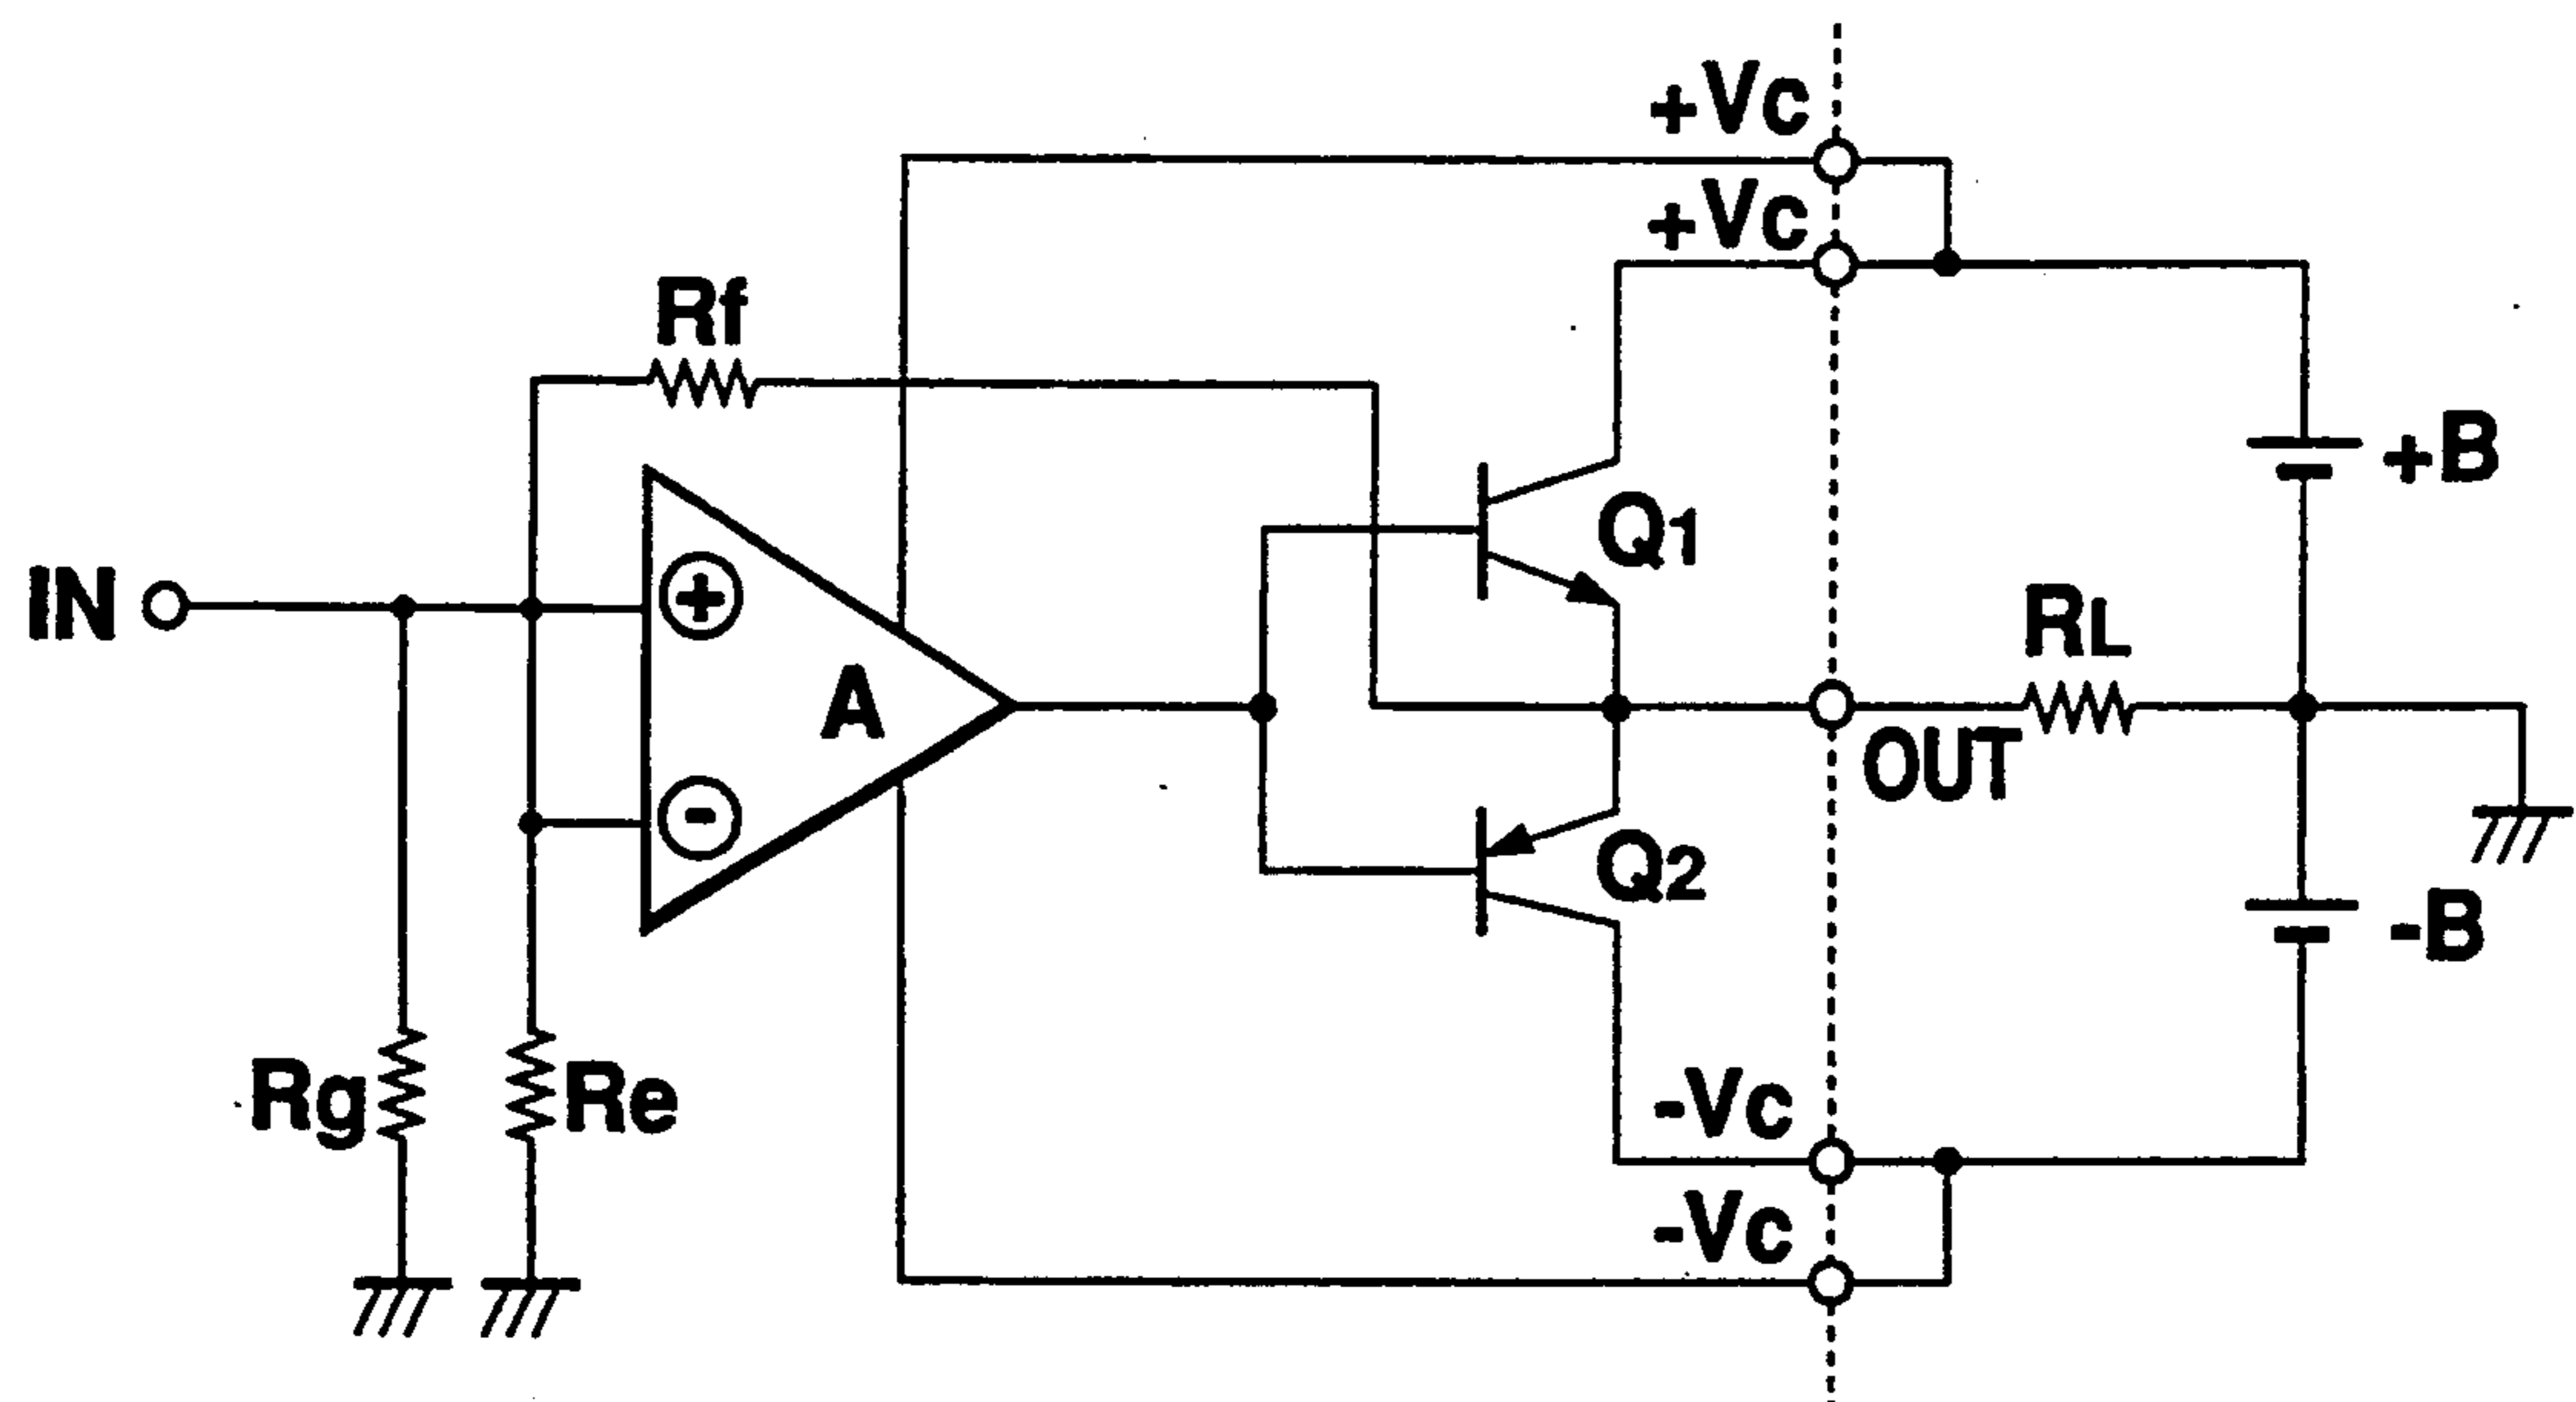 +Vc
+Vc
Rf
+B
Q1
IN
+
RL
A
OUT
-
Q2
-B
Rg
Re
-Vc
-Vc